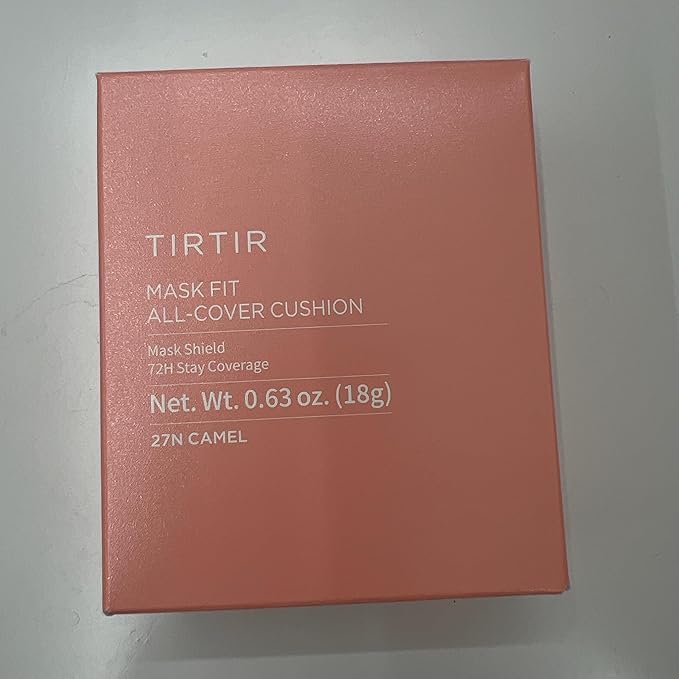 TIRTIR
MASK FIT
ALL-COVER CUSHION
Mask Shield
72H Stay Coverage
Net. Wt. 0.63 oz. (18g)
27N CAMEL